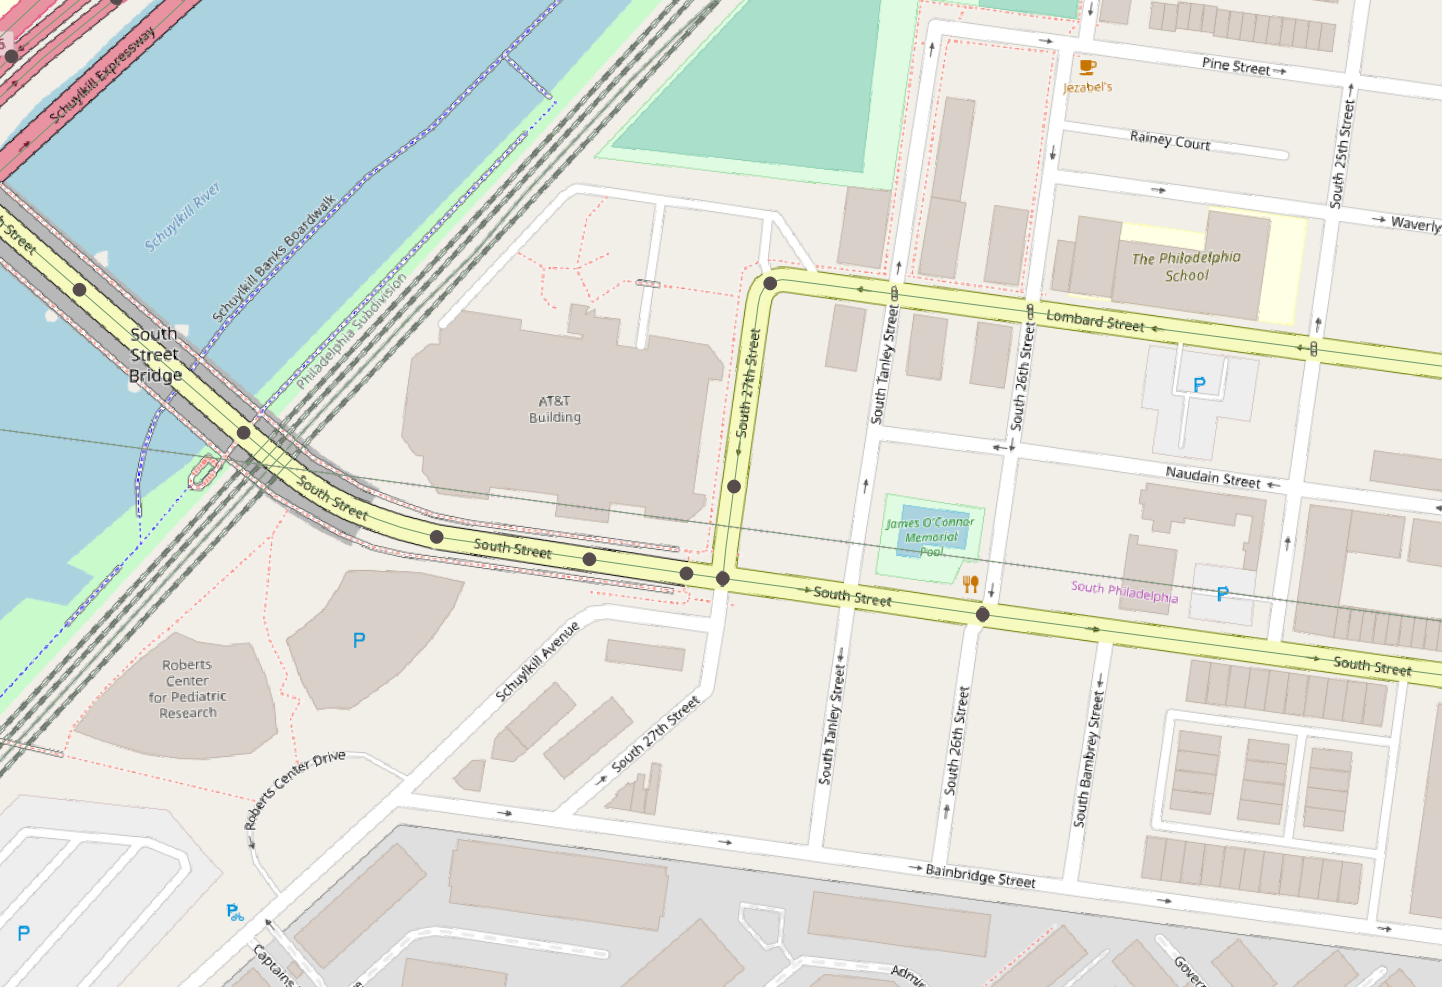 Schuylkill Expressway
Pine Street
Jezabel's
Rainey Court
South 25th Street
Schuylkill River
Schuylkill Banks Boardwalk
Waverly
h Street
The Philadelphia
School
Philadelphia Subdivision
Lombard Street
South
Street
Bridge
South Tanley Street
South 26th Street
South 27th Street
P
AT&T
Building
Naudain Street
South Street
James O'Connor
Memorial
Pool
South Street
South Street
South Philadelphia
P
South Street
P
Schuylkill Avenue
Roberts
Center
for Pediatric
Research
South 27th Street
South Tanley Street
South 26th Street
South Bambrey Street
Roberts Center Drive
Bainbridge Street
P
P
Captains
Admir
Gover